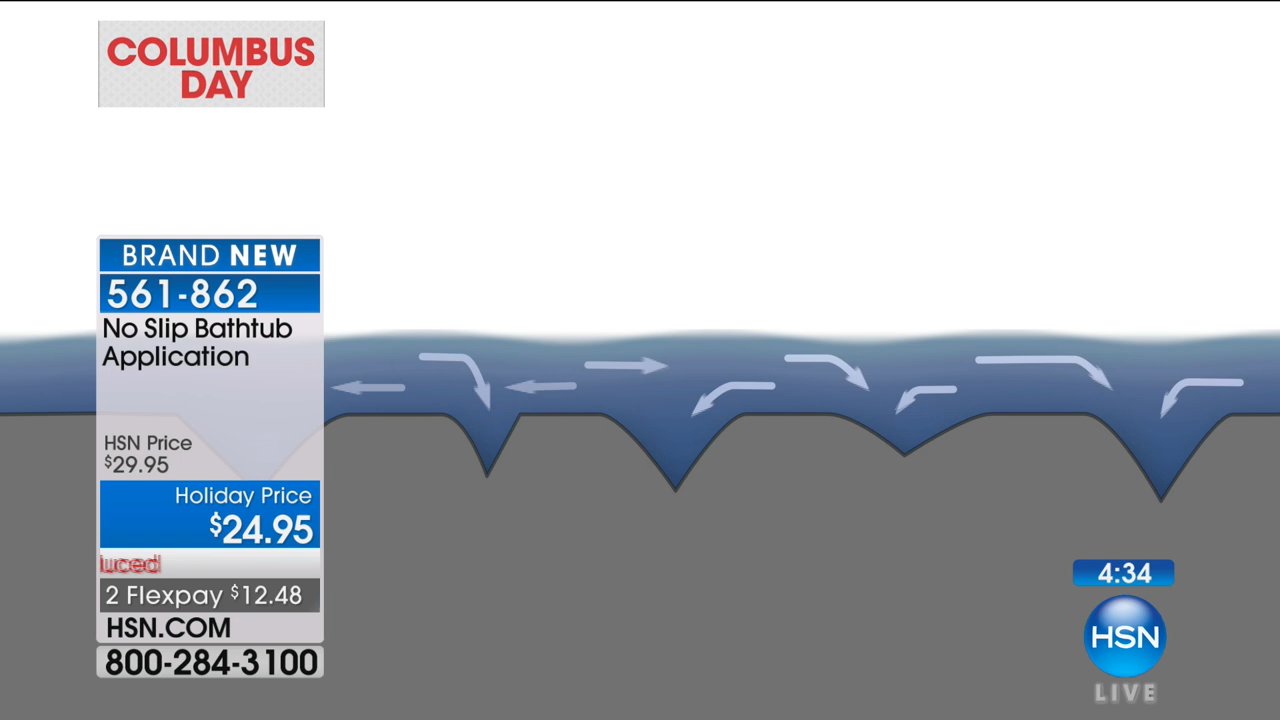 COLUMBUS
DAY
BRAND NEW
561-862
No Slip Bathtub
Application
HSN Price
$29.95
Holiday Price
$24.95
uced
2 Flexpay $12.48
HSN.COM
800-284-3100
4:34
HSN
LIVE